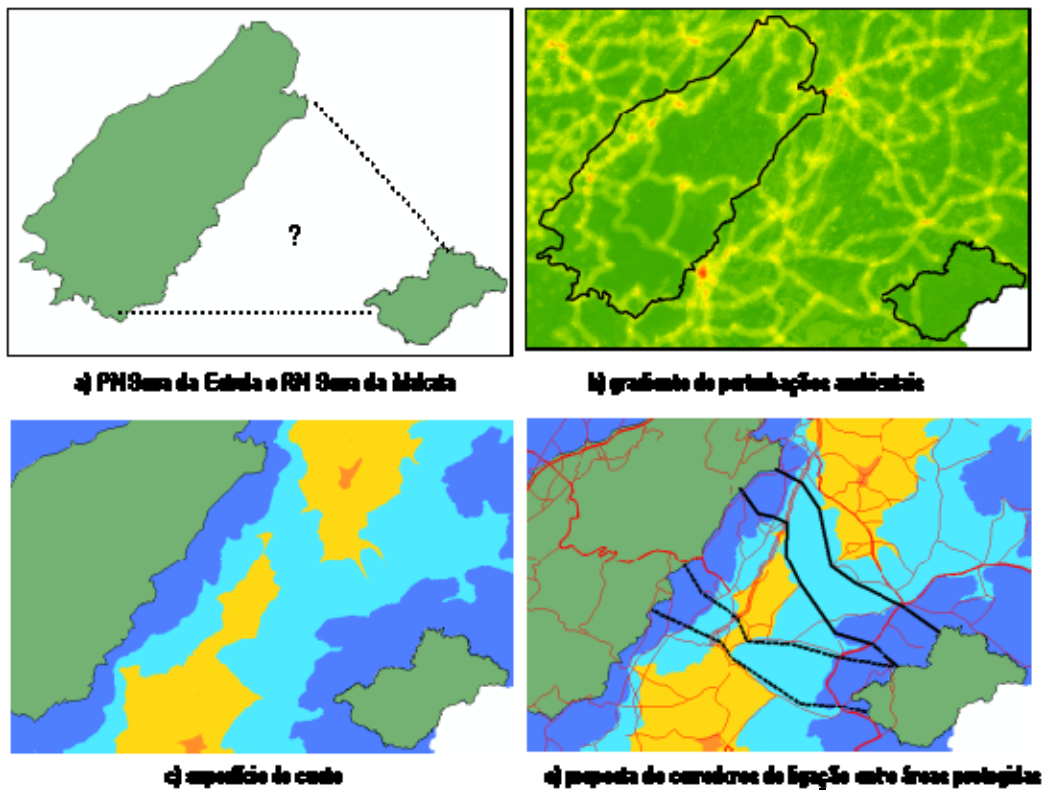 ?
a) PN Serra da Estrela e RN Serra da Malcata
b) gradiente de perturbações ambientais
c) superfície de custo
e) proposta de corredores de ligação entre áreas protegidas